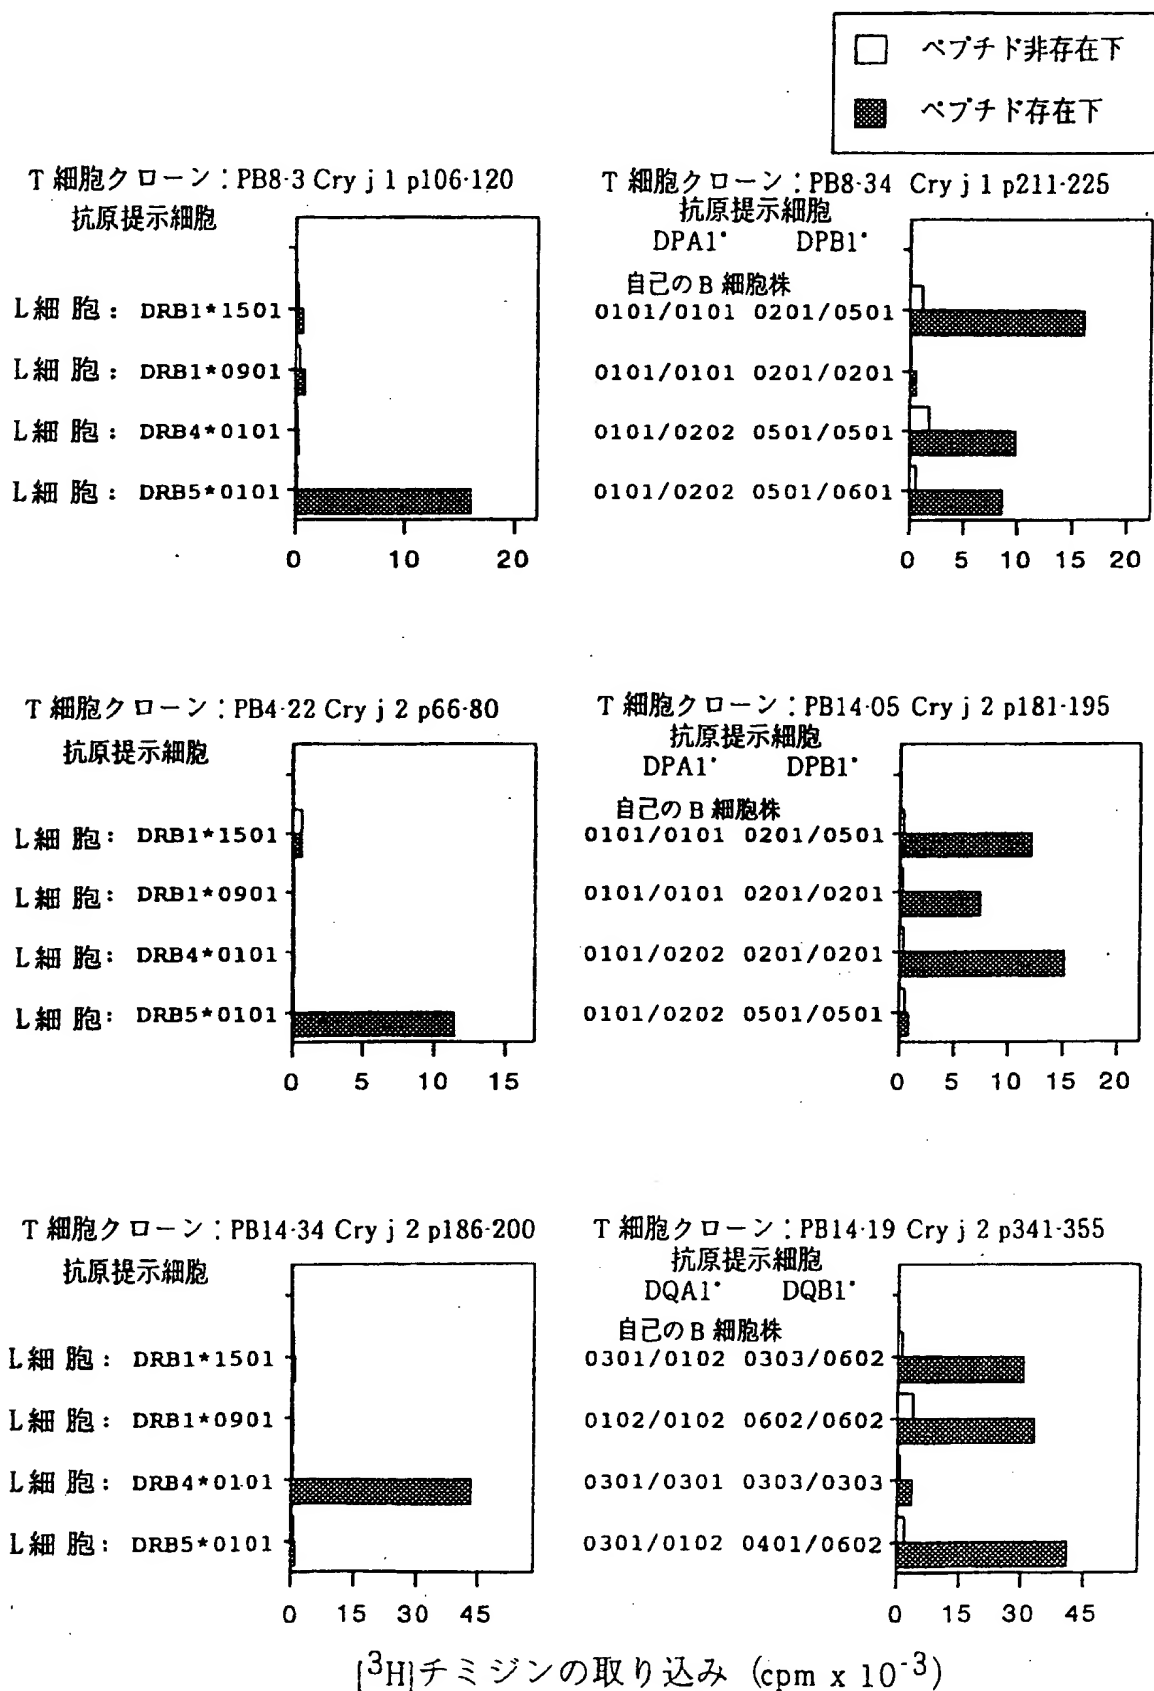 ペプチド非存在下
ペプチド存在下
T 細胞クローン：PB8-3 Cry j 1 p106-120
抗原提示細胞
L細胞： DRB1*1501
L細胞： DRB1*0901
L細胞： DRB4*0101
L細胞： DRB5*0101
0 10 20
T 細胞クローン：PB8-34 Cry j 1 p211-225
抗原提示細胞
DPA1* DPB1*
自己のB 細胞株
0101/0101 0201/0501
0101/0101 0201/0201
0101/0202 0501/0501
0101/0202 0501/0601
0 5 10 15 20
T 細胞クローン：PB4-22 Cry j 2 p66-80
抗原提示細胞
L細胞： DRB1*1501
L細胞： DRB1*0901
L細胞： DRB4*0101
L細胞： DRB5*0101
0 5 10 15
T 細胞クローン：PB14-05 Cry j 2 p181-195
抗原提示細胞
DPA1* DPB1*
自己のB 細胞株
0101/0101 0201/0501
0101/0101 0201/0201
0101/0202 0201/0201
0101/0202 0501/0501
0 5 10 15 20
T 細胞クローン：PB14-34 Cry j 2 p186-200
抗原提示細胞
L細胞： DRB1*1501
L細胞： DRB1*0901
L細胞： DRB4*0101
L細胞： DRB5*0101
0 15 30 45
T 細胞クローン：PB14-19 Cry j 2 p341-355
抗原提示細胞
DQA1* DQB1*
自己のB 細胞株
0301/0102 0303/0602
0102/0102 0602/0602
0301/0301 0303/0303
0301/0102 0401/0602
0 15 30 45
[³H]チミジンの取り込み (cpm x 10⁻³)